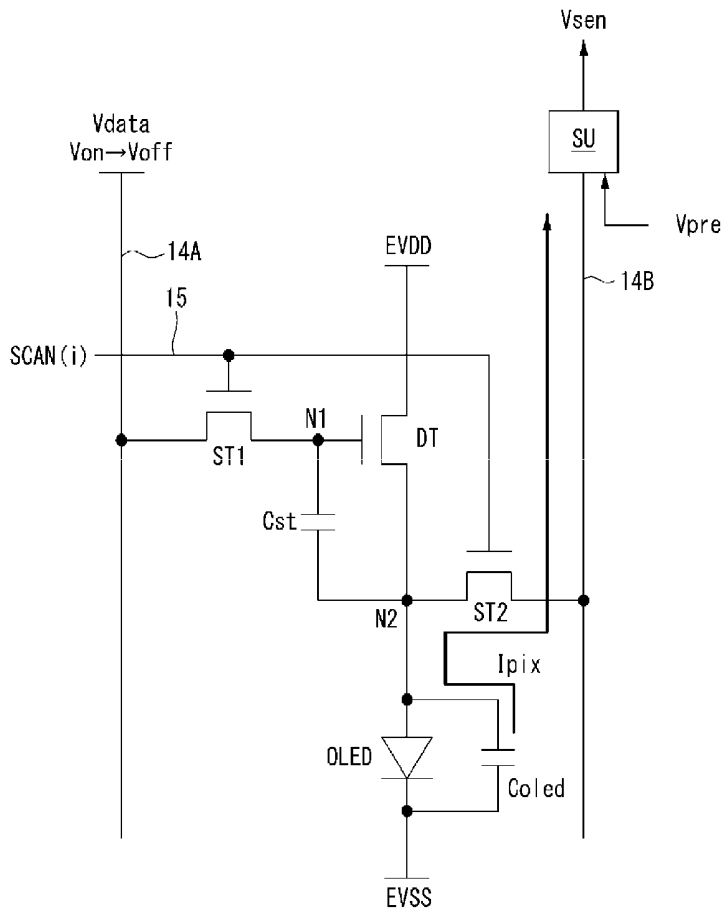 Vsen
SU
Vdata
Von→Voff
Vpre
14A
EVDD
14B
15
SCAN(i)
N1
DT
ST1
Cst
ST2
N2
Ipix
OLED
Coled
EVSS